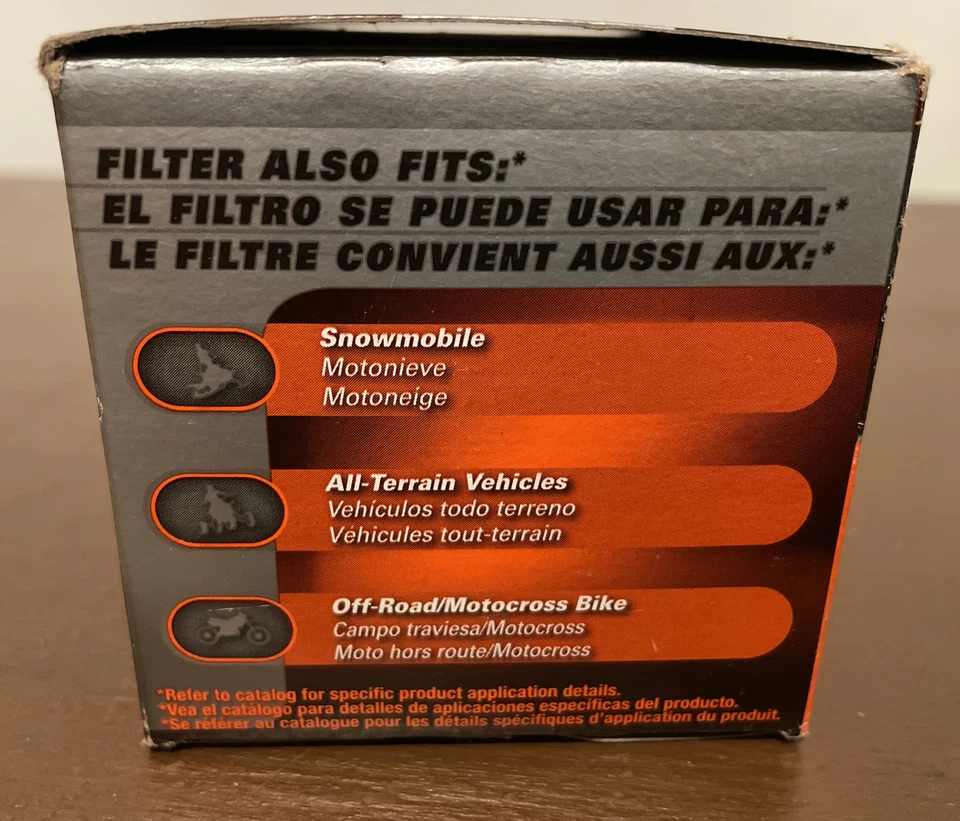 FILTER ALSO FITS:*
EL FILTRO SE PUEDE USAR PARA:*
LE FILTRE CONVIENT AUSSI AUX:*
Snowmobile
Motonieve
Motoneige
All-Terrain Vehicles
Vehículos todo terreno
Véhicules tout-terrain
Off-Road/Motocross Bike
Campo traviesa/Motocross
Moto hors route/Motocross
*Refer to catalog for specific product application details.
*Vea el catálogo para detalles de aplicaciones específicas del producto.
*Se référer au catalogue pour les détails spécifiques d'application du produit.